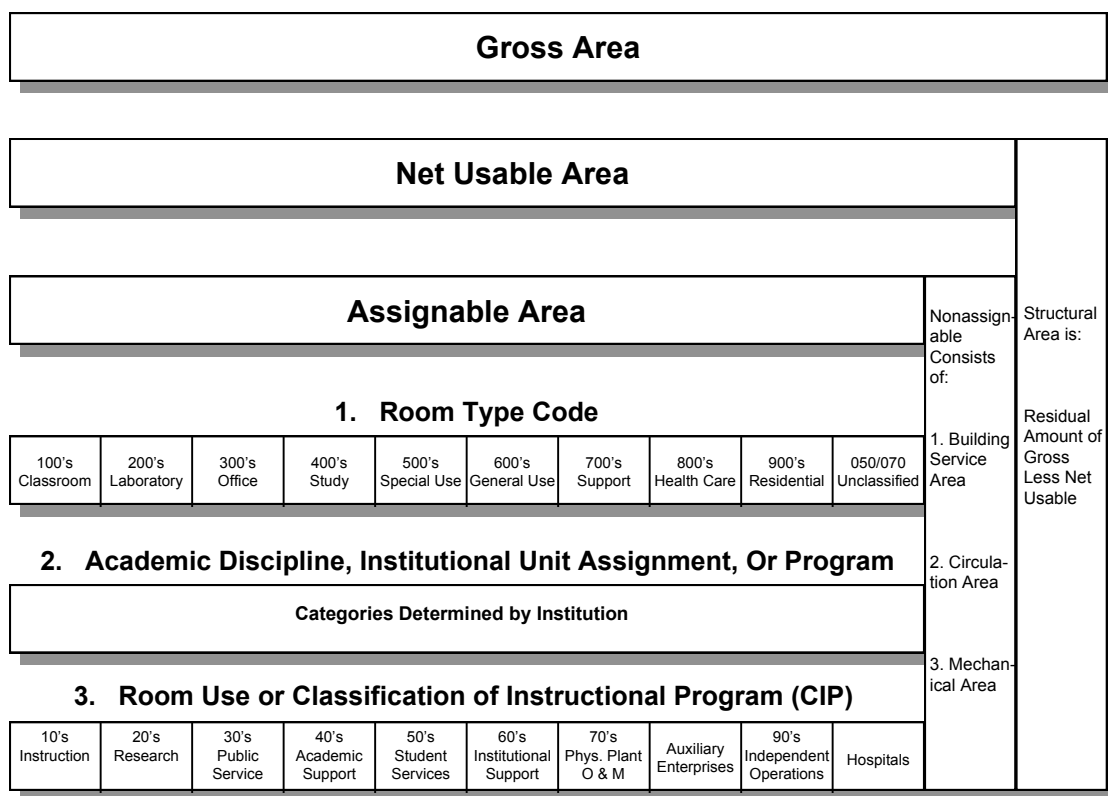 Gross Area
Net Usable Area
Assignable Area
Nonassign-
able
Consists
of:
1. Building
Service
Area
2. Circula-
tion Area
3. Mechan-
ical Area
Structural
Area is:
Residual
Amount of
Gross
Less Net
Usable
1. Room Type Code
100’s
Classroom
200’s
Laboratory
300’s
Office
400’s
Study
500’s
Special Use
600’s
General Use
700’s
Support
800’s
Health Care
900’s
Residential
050/070
Unclassified
2. Academic Discipline, Institutional Unit Assignment, Or Program
Categories Determined by Institution
3. Room Use or Classification of Instructional Program (CIP)
10’s
Instruction
20’s
Research
30’s
Public
Service
40’s
Academic
Support
50’s
Student
Services
60’s
Institutional
Support
70’s
Phys. Plant
O & M
Auxiliary
Enterprises
90’s
Independent
Operations
Hospitals